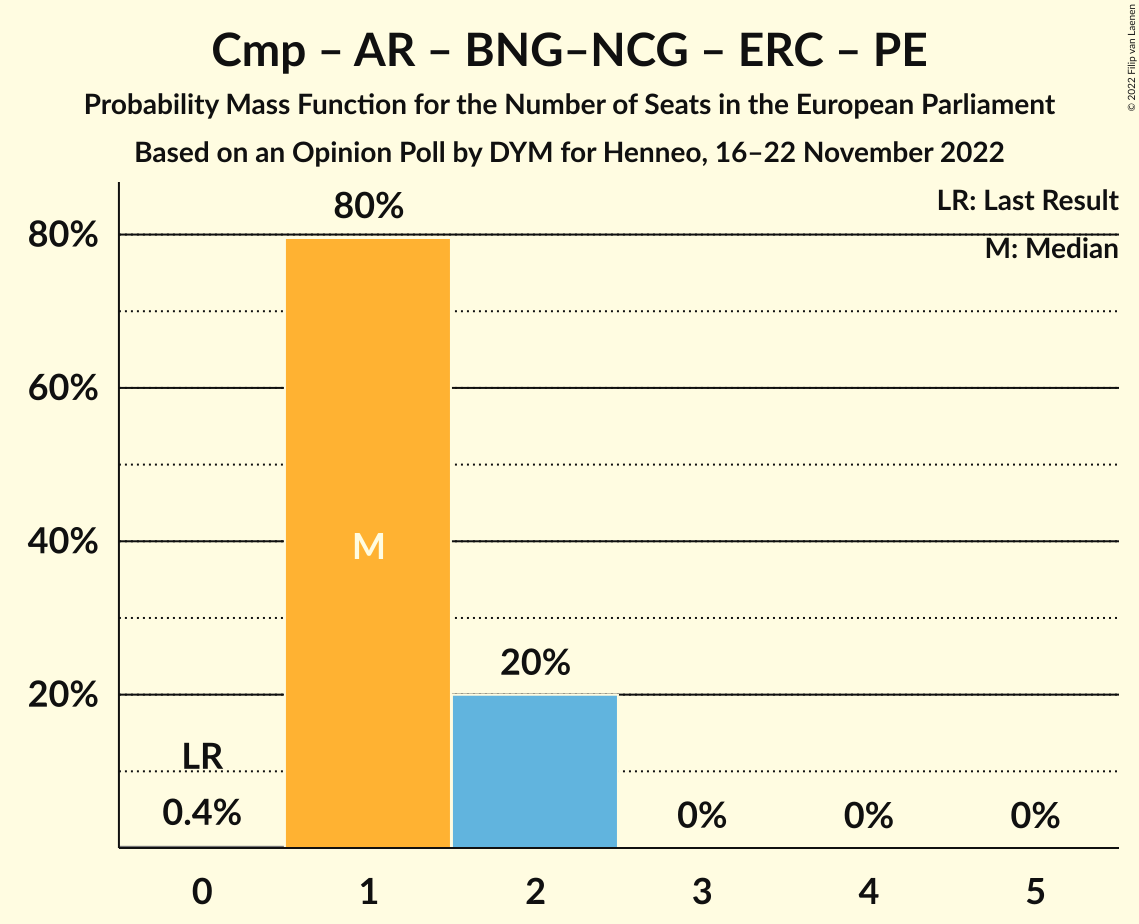 Cmp – AR – BNG–NCG – ERC – PE
Probability Mass Function for the Number of Seats in the European Parliament
Based on an Opinion Poll by DYM for Henneo, 16–22 November 2022
© 2022 Filip van Laenen
LR: Last Result
M: Median
80%
60%
40%
20%
LR
0.4%
80%
M
20%
0%
0%
0%
0
1
2
3
4
5